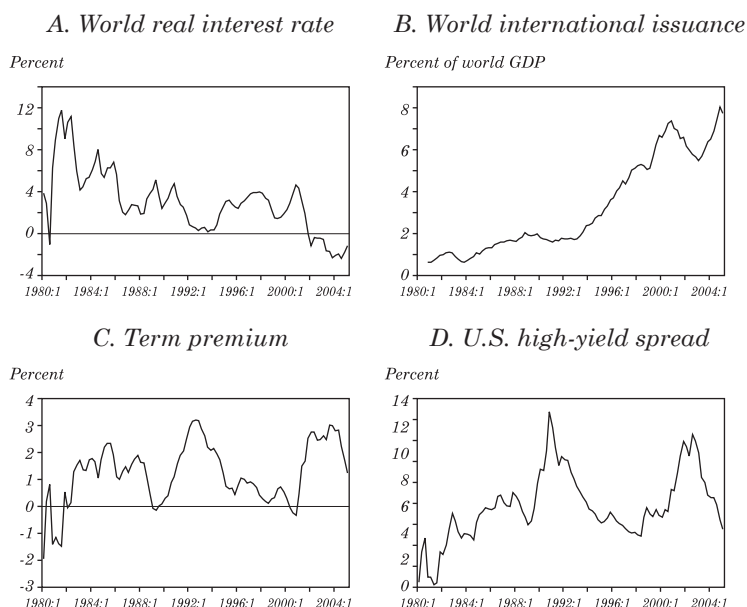 A. World real interest rate
Percent
12
8
4
0
-4
1980:1 1984:1 1988:1 1992:1 1996:1 2000:1 2004:1
B. World international issuance
Percent of world GDP
8
6
4
2
0
1980:1 1984:1 1988:1 1992:1 1996:1 2000:1 2004:1
C. Term premium
Percent
4
3
2
1
0
-1
-2
-3
1980:1 1984:1 1988:1 1992:1 1996:1 2000:1 2004:1
D. U.S. high-yield spread
Percent
14
12
10
8
6
4
2
0
1980:1 1984:1 1988:1 1992:1 1996:1 2000:1 2004:1